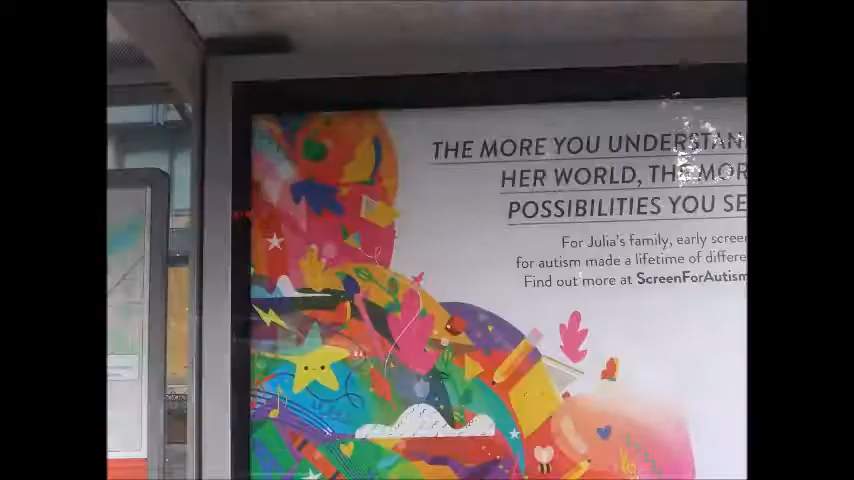 THE MORE YOU UNDERSTAN
HER WORLD, THE MOR
POSSIBILITIES YOU SE
For Julia's family, early scree
for autism made a lifetime of differe
Find out more at ScreenForAutism